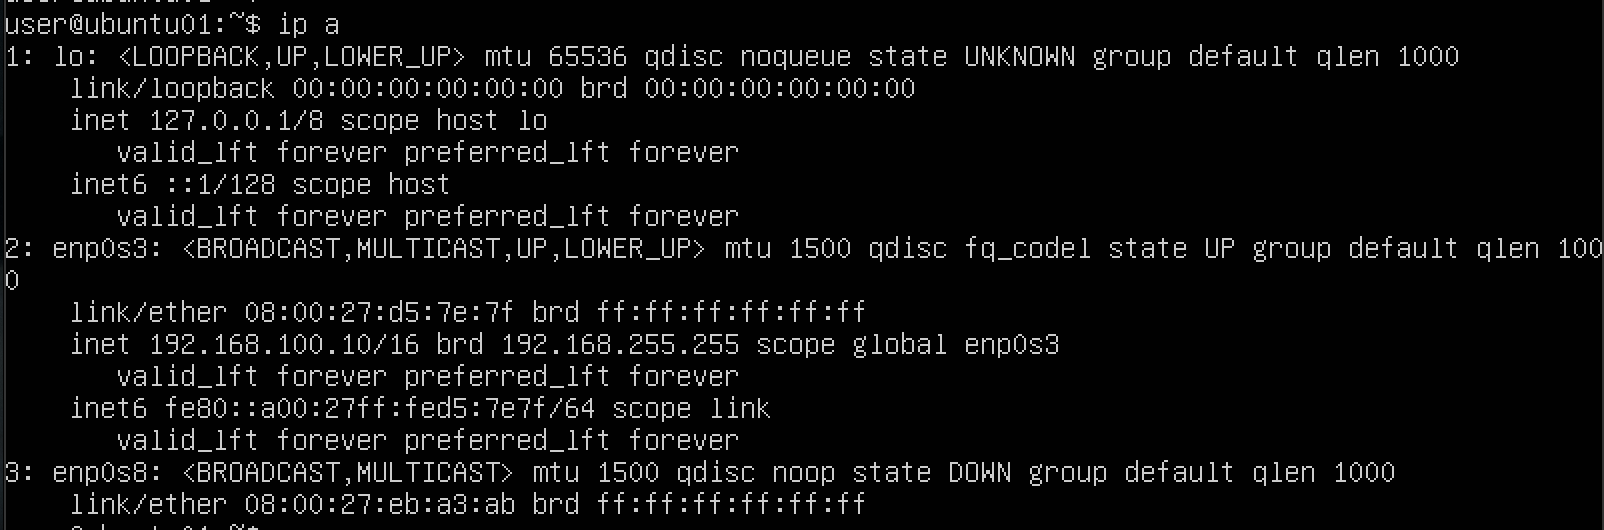 user@ubuntu01:~$ ip a
1: lo: <LOOPBACK,UP,LOWER_UP> mtu 65536 qdisc noqueue state UNKNOWN group default qlen 1000
    link/loopback 00:00:00:00:00:00 brd 00:00:00:00:00:00
    inet 127.0.0.1/8 scope host lo
       valid_lft forever preferred_lft forever
    inet6 ::1/128 scope host
       valid_lft forever preferred_lft forever
2: enp0s3: <BROADCAST,MULTICAST,UP,LOWER_UP> mtu 1500 qdisc fq_codel state UP group default qlen 100
0
    link/ether 08:00:27:d5:7e:7f brd ff:ff:ff:ff:ff:ff
    inet 192.168.100.10/16 brd 192.168.255.255 scope global enp0s3
       valid_lft forever preferred_lft forever
    inet6 fe80::a00:27ff:fed5:7e7f/64 scope link
       valid_lft forever preferred_lft forever
3: enp0s8: <BROADCAST,MULTICAST> mtu 1500 qdisc noop state DOWN group default qlen 1000
    link/ether 08:00:27:eb:a3:ab brd ff:ff:ff:ff:ff:ff